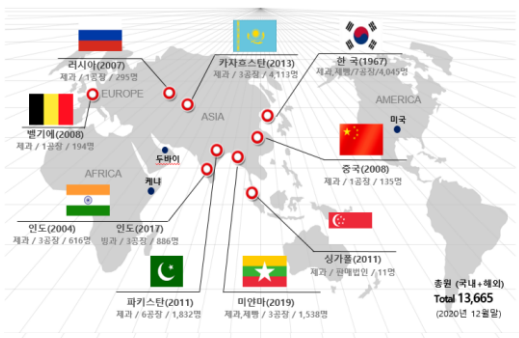 러시아(2007)
제과 / 1공장 / 295명
카자흐스탄(2013)
제과 / 3공장 / 4,113명
한 국(1967)
제과,제빵/7공장/4,045명
EUROPE
ASIA
AMERICA
미국
벨기에(2008)
제과 / 1공장 / 194명
중국(2008)
제과 / 1공장 / 135명
두바이
AFRICA
케냐
인도(2004)
제과 / 3공장 / 616명
인도(2017)
빙과 / 3공장 / 886명
싱가폴(2011)
제과 / 판매법인 / 11명
파키스탄(2011)
제과 / 6공장 / 1,832명
미얀마(2019)
제과,제빵 / 3공장 / 1,538명
총원 (국내+해외)
Total 13,665
(2020년 12월말)